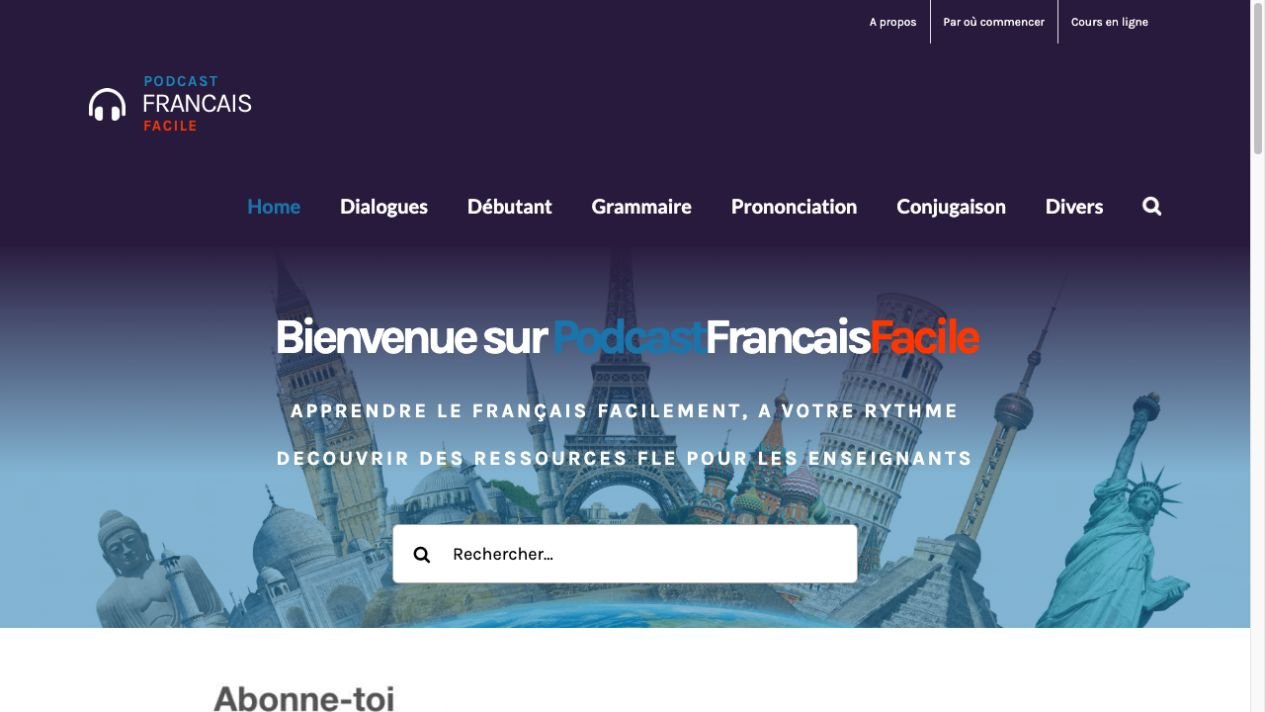 A propos Par où commencer Cours en ligne
PODCAST
FRANCAIS
FACILE
Home Dialogues Débutant Grammaire Prononciation Conjugaison Divers
Bienvenue sur PodcastFrancaisFacile
APPRENDRE LE FRANÇAIS FACILEMENT, A VOTRE RYTHME
DECOUVRIR DES RESSOURCES FLE POUR LES ENSEIGNANTS
Rechercher...
Abonne-toi